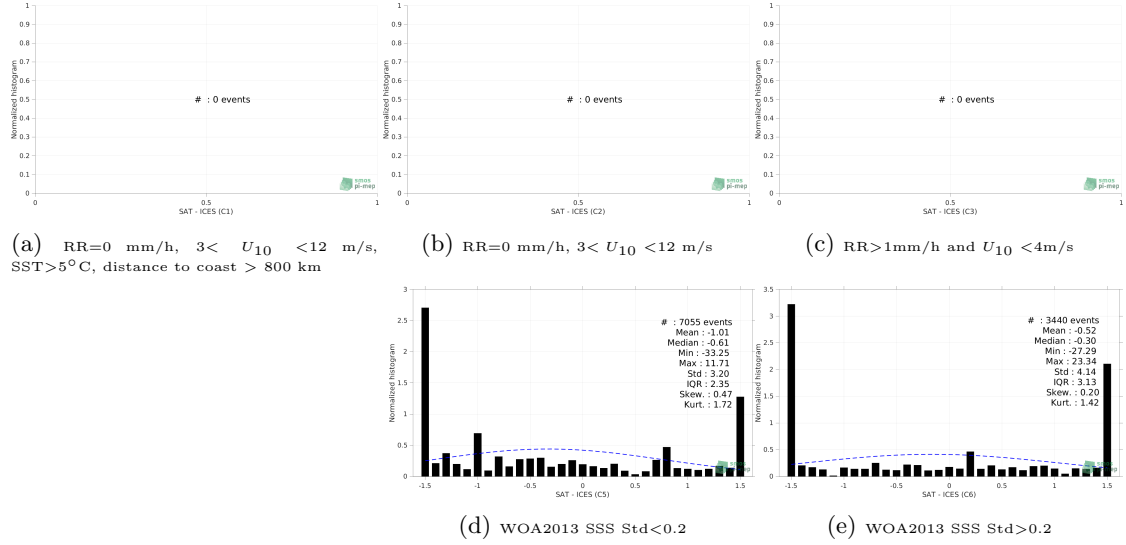 Normalized histogram
1
0.9
0.8
0.7
0.6
0.5
0.4
0.3
0.2
0.1
0
# : 0 events
smos
pi-mep
0 0.5 1
SAT - ICES (C1)
(a) RR=0 mm/h, 3< U10 <12 m/s,
SST>5°C, distance to coast > 800 km
Normalized histogram
1
0.9
0.8
0.7
0.6
0.5
0.4
0.3
0.2
0.1
0
# : 0 events
smos
pi-mep
0 0.5 1
SAT - ICES (C2)
(b) RR=0 mm/h, 3< U10 <12 m/s
Normalized histogram
1
0.9
0.8
0.7
0.6
0.5
0.4
0.3
0.2
0.1
0
# : 0 events
smos
pi-mep
0 0.5 1
SAT - ICES (C3)
(c) RR>1mm/h and U10 <4m/s
Normalized histogram
3
2.5
2
1.5
1
0.5
0
# : 7055 events
Mean : -1.01
Median : -0.61
Min : -33.25
Max : 11.71
Std : 3.20
IQR : 2.35
Skew. : 0.47
Kurt. : 1.72
smos
pi-mep
-1.5 -1 -0.5 0 0.5 1 1.5
SAT - ICES (C5)
(d) WOA2013 SSS Std<0.2
Normalized histogram
3.5
3
2.5
2
1.5
1
0.5
0
# : 3440 events
Mean : -0.52
Median : -0.30
Min : -27.29
Max : 23.34
Std : 4.14
IQR : 3.13
Skew. : 0.20
Kurt. : 1.42
smos
pi-mep
-1.5 -1 -0.5 0 0.5 1 1.5
SAT - ICES (C6)
(e) WOA2013 SSS Std>0.2